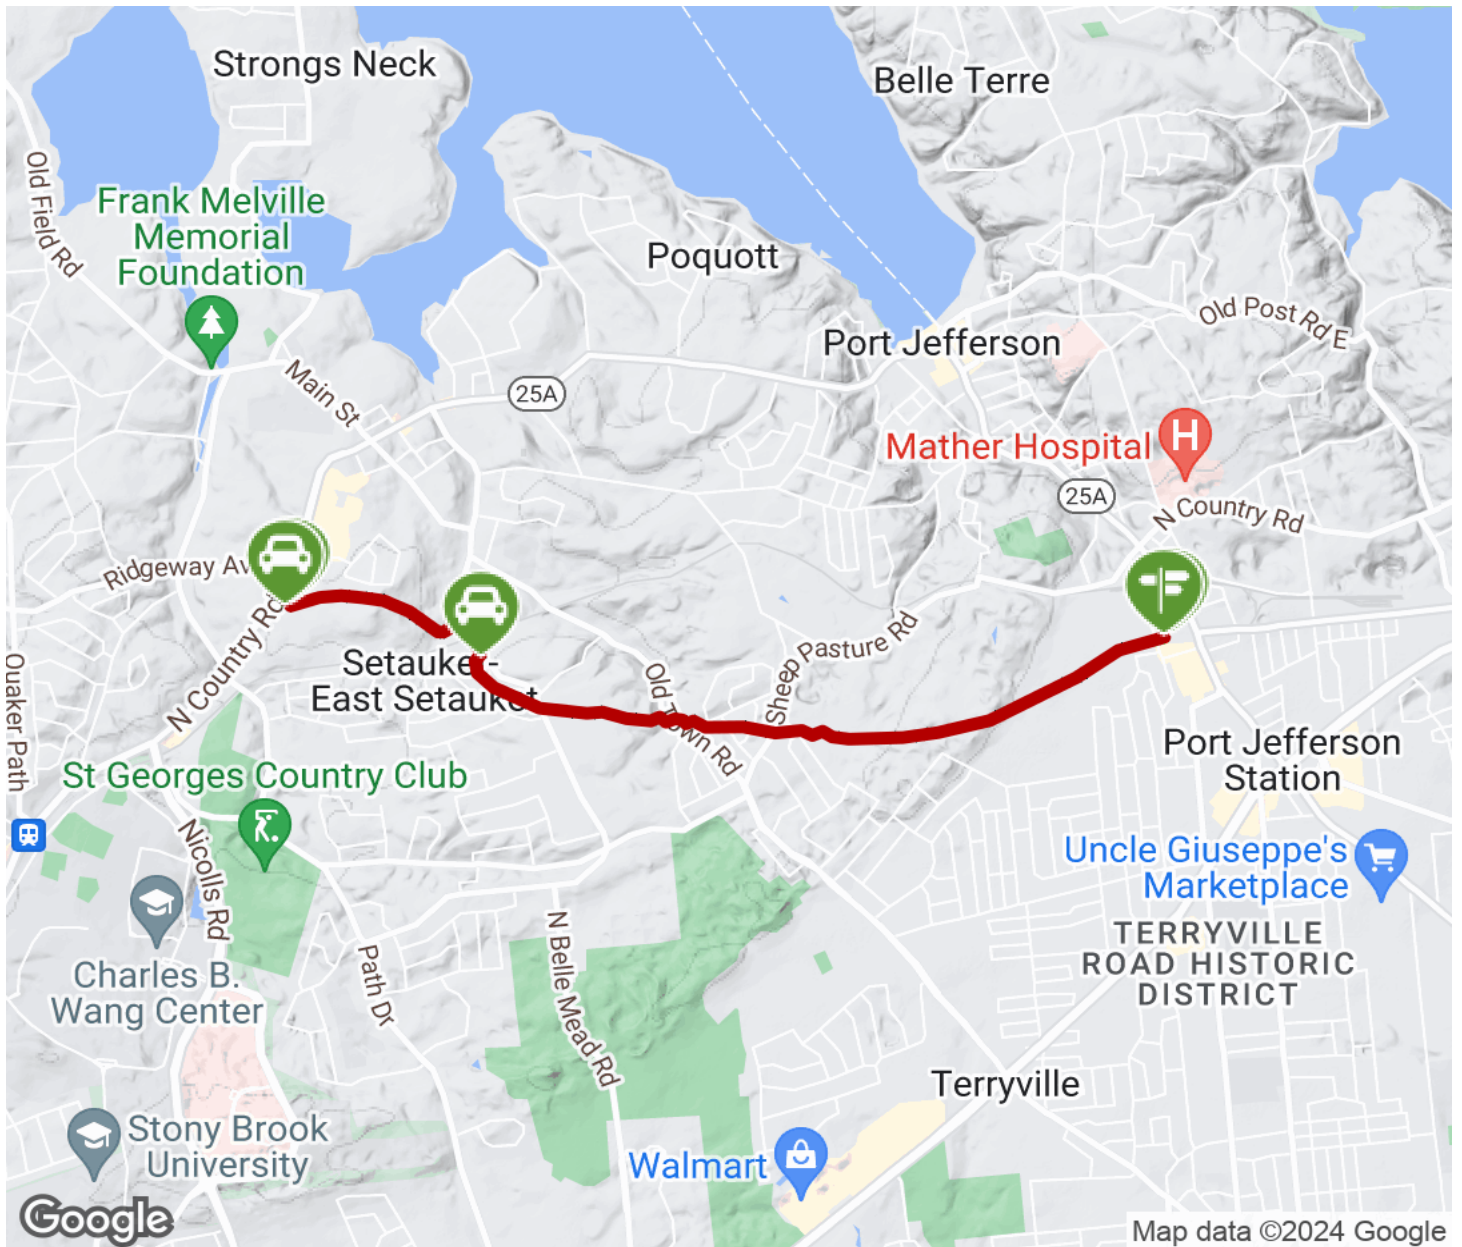 Strongs Neck
Belle Terre
Old Field Rd
Frank Melville
Memorial
Foundation
Poquott
Old Post Rd E
Port Jefferson
Main St
25A
Mather Hospital
H
25A
N Country Rd
Ridgeway Av
N Country Rd
Sheep Pasture Rd
Setauket-
East Setauket
Old Town Rd
Quaker Path
Port Jefferson
Station
St Georges Country Club
Nicolls Rd
Uncle Giuseppe's
Marketplace
N Belle Mead Rd
TERRYVILLE
ROAD HISTORIC
DISTRICT
Path Dr
Charles B.
Wang Center
Terryville
Stony Brook
University
Walmart
Google
Map data ©2024 Google